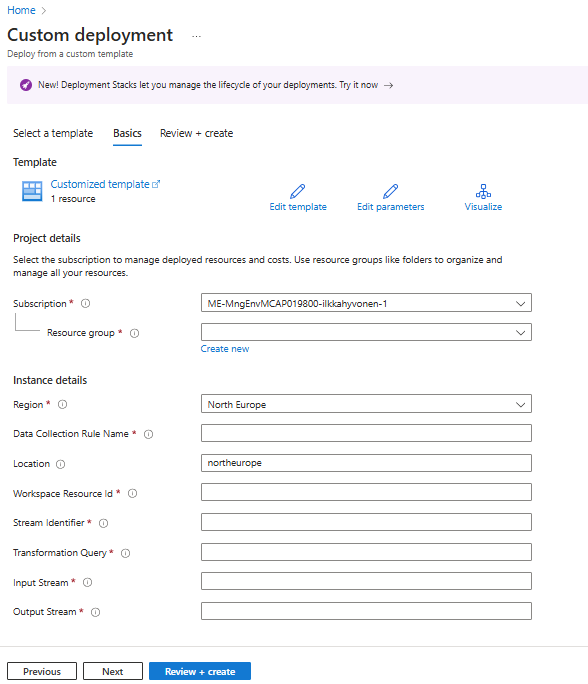 Home >
Custom deployment ...
Deploy from a custom template
New! Deployment Stacks let you manage the lifecycle of your deployments. Try it now →
Select a template Basics Review + create
Template
Customized template
1 resource
Edit template Edit parameters Visualize
Project details
Select the subscription to manage deployed resources and costs. Use resource groups like folders to organize and
manage all your resources.
Subscription * ME-MngEnvMCAP019800-ilkkahyvonen-1
Resource group *
Create new
Instance details
Region * North Europe
Data Collection Rule Name *
Location northeurope
Workspace Resource Id *
Stream Identifier *
Transformation Query *
Input Stream *
Output Stream *
Previous Next Review + create